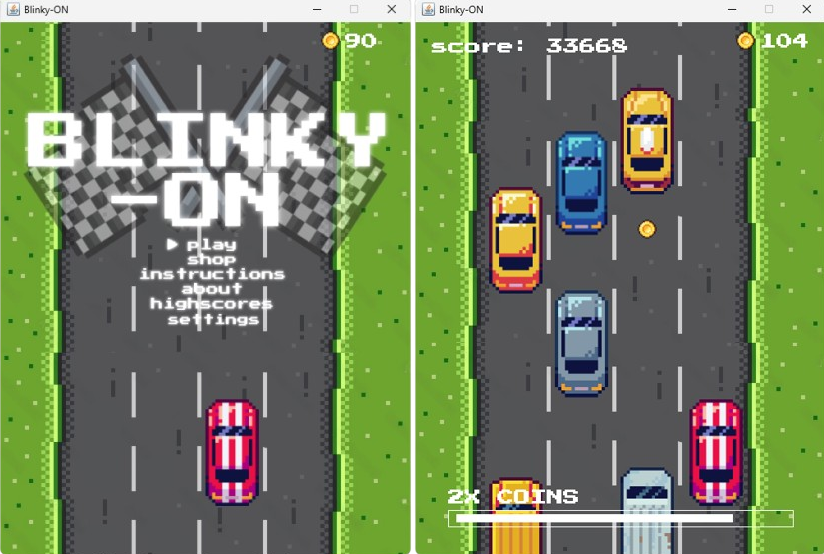 Blinky-ON
90
BLINKY
-ON
play
shop
instructions
about
highscores
settings
Blinky-ON
score: 33668
104
2X COINS